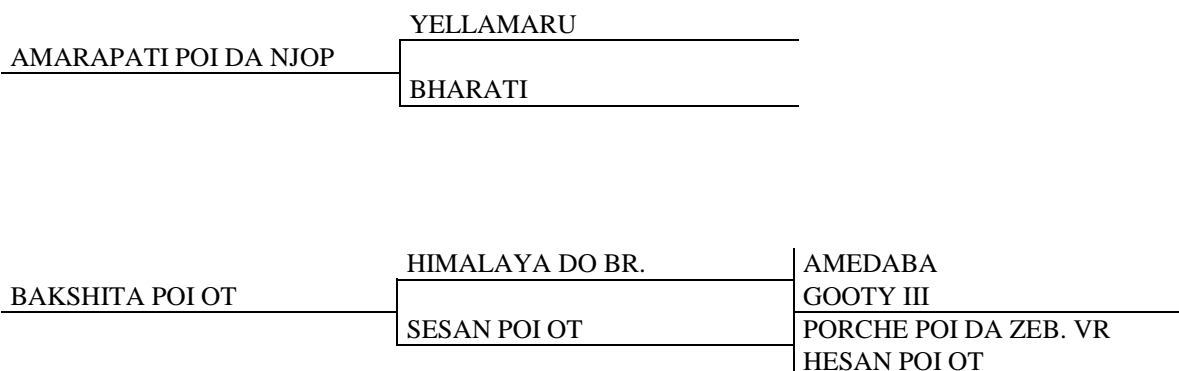 YELLAMARU
AMARAPATI POI DA NJOP
BHARATI
HIMALAYA DO BR.
AMEDABA
BAKSHITA POI OT
GOOTY III
SESAN POI OT
PORCHE POI DA ZEB. VR
HESAN POI OT